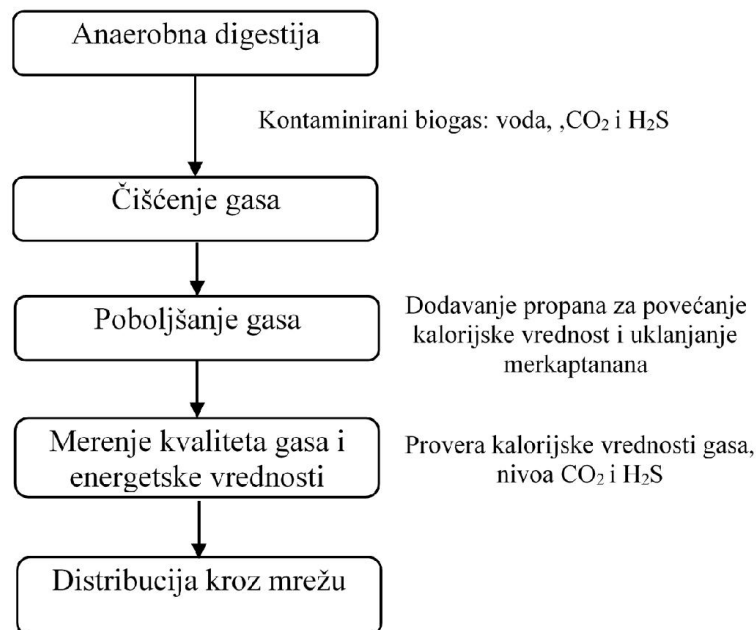 Anaerobna digestija
Kontaminirani biogas: voda, ,CO₂ i H₂S
Čišćenje gasa
Poboljšanje gasa
Dodavanje propana za povećanje
kalorijske vrednost i uklanjanje
merkaptanana
Merenje kvaliteta gasa i
energetske vrednosti
Provera kalorijske vrednosti gasa,
nivoa CO₂ i H₂S
Distribucija kroz mrežu